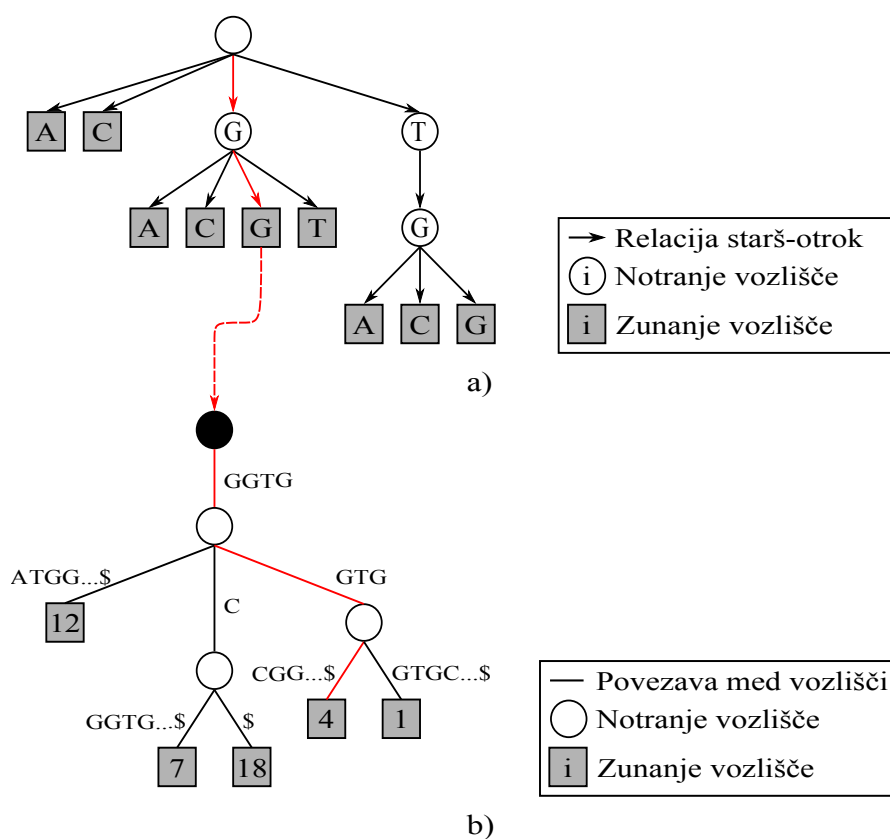 A C G T
A C G T G
A C G
Relacija starš-otrok
i Notranje vozlišče
i Zunanje vozlišče
a)
GGTG
ATGG...$ GTG
12 C
CGG...$ GTGC...$
4 1
GGTG...$ $
7 18
Povezava med vozlišči
Notranje vozlišče
i Zunanje vozlišče
b)